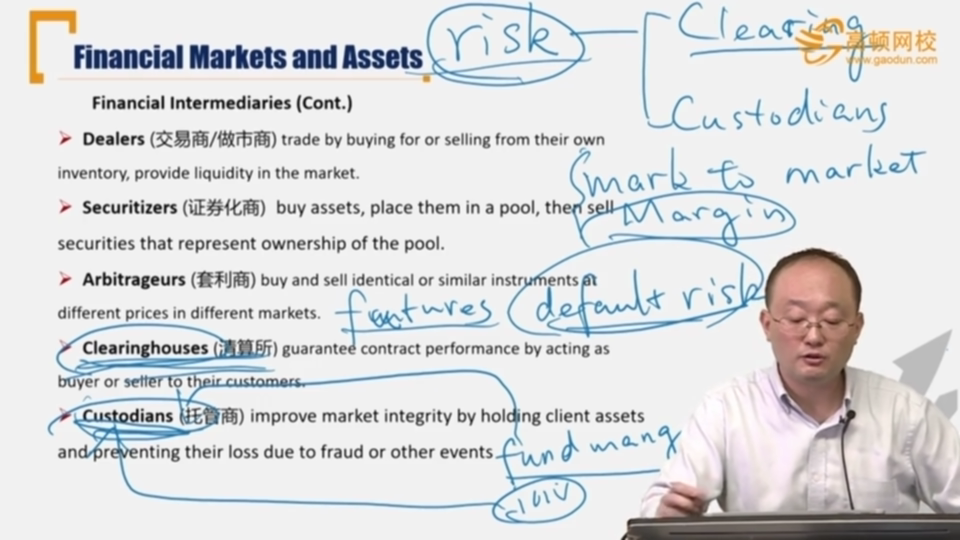 Financial Markets and Assets
risk
Clearing
高顿网校
www.gaodun.com
Custodians
Financial Intermediaries (Cont.)
Dealers (交易商/做市商) trade by buying for or selling from their own
inventory, provide liquidity in the market.
mark to market
Securitizers (证券化商) buy assets, place them in a pool, then sell
Margin
securities that represent ownership of the pool.
Arbitrageurs (套利商) buy and sell identical or similar instruments at
different prices in different markets.
features
default risk
Clearinghouses (清算所) guarantee contract performance by acting as
buyer or seller to their customers.
Custodians (托管商) improve market integrity by holding client assets
and preventing their loss due to fraud or other events
fund mang